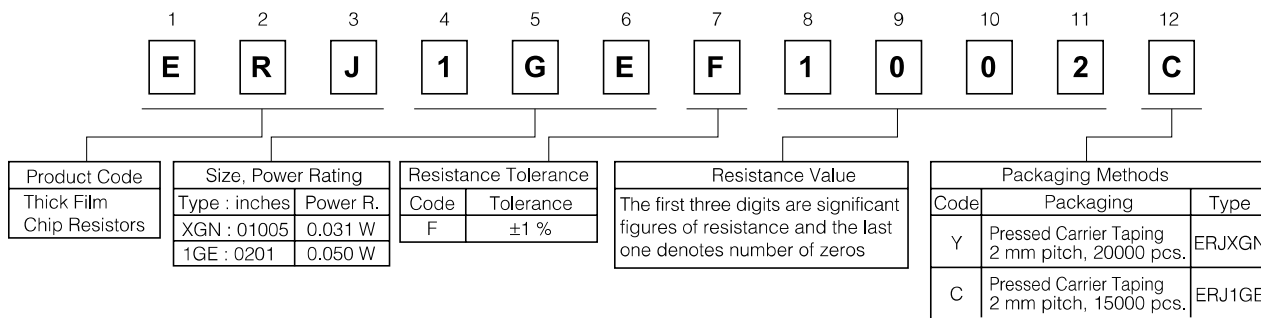 1 2 3 4 5 6 7 8 9 10 11 12
E R J 1 G E F 1 0 0 2 C
Product Code
Thick Film
Chip Resistors
Size, Power Rating
Type : inches Power R.
XGN : 01005 0.031 W
1GE : 0201 0.050 W
Resistance Tolerance
Code Tolerance
F ±1 %
Resistance Value
The first three digits are significant
figures of resistance and the last
one denotes number of zeros
Packaging Methods
Code Packaging Type
Y Pressed Carrier Taping
2 mm pitch, 20000 pcs. ERJXGN
C Pressed Carrier Taping
2 mm pitch, 15000 pcs. ERJ1GE